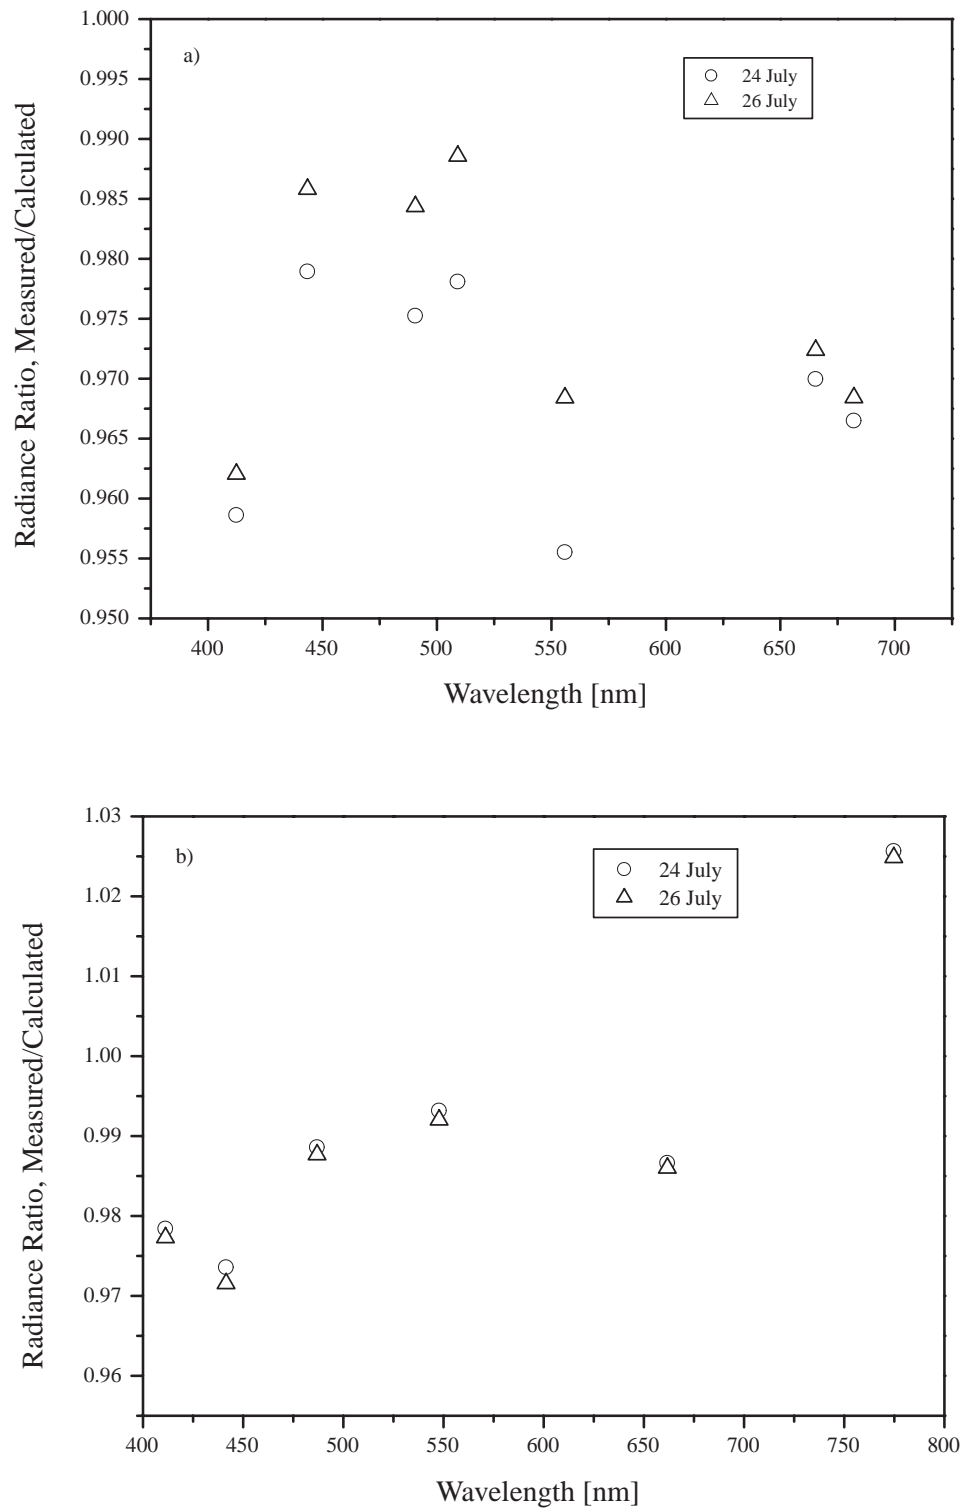 1.000
a)
0.995
24 July
26 July
0.990
0.985
0.980
0.975
0.970
0.965
0.960
0.955
0.950
Radiance Ratio, Measured/Calculated
400 450 500 550 600 650 700
Wavelength [nm]
1.03
b)
24 July
26 July
1.02
1.01
1.00
0.99
0.98
0.97
0.96
Radiance Ratio, Measured/Calculated
400 450 500 550 600 650 700 750 800
Wavelength [nm]